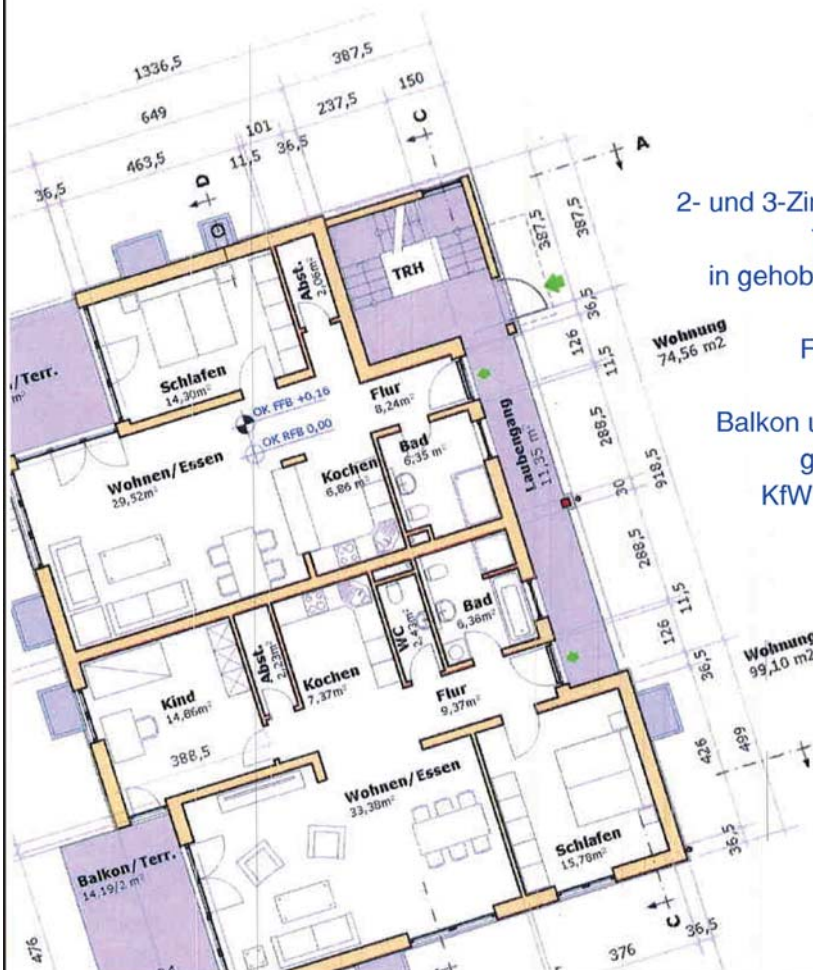 1336,5
387,5
649
237,5
150
101
463,5
11,5
36,5
36,5
C
D
A
2- und 3-Zi
in gehob
F
Balkon u
g
KfW
387,5
387,5
36,5
126
11,5
288,5
30
918,5
288,5
11,5
126
36,5
426
499
36,5
Wohnung
74,56 m2
Wohnung
99,10 m2
TRH
Abst.
2,06m²
Schlafen
14,30m²
/Terr.
m²
OK FFB +0,16
OK RFB 0,00
Flur
8,24m²
Wohnen/Essen
29,52m²
Kochen
6,86 m²
Bad
6,35 m²
Laubengang
11,35 m²
Kind
14,86m²
388,5
Abst.
2,23m²
Kochen
7,37m²
WC
2,43m²
Bad
6,36m²
Flur
9,37m²
Wohnen/Essen
33,38m²
Schlafen
15,78m²
Balkon/Terr.
14,19/2 m²
476
376
36,5
C